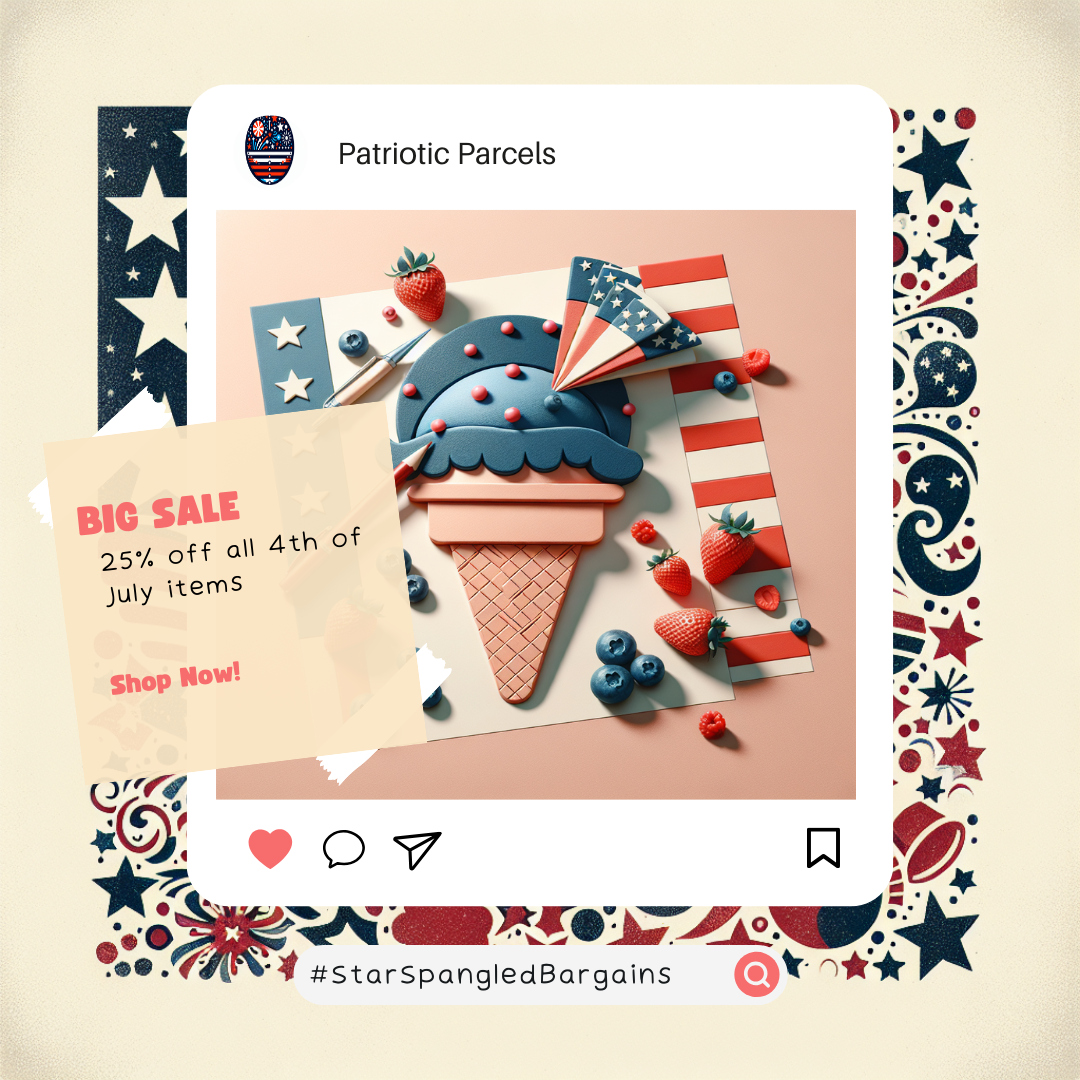 Patriotic Parcels
BIG SALE
25% off all 4th of
July items
Shop Now!
#StarSpangledBargains